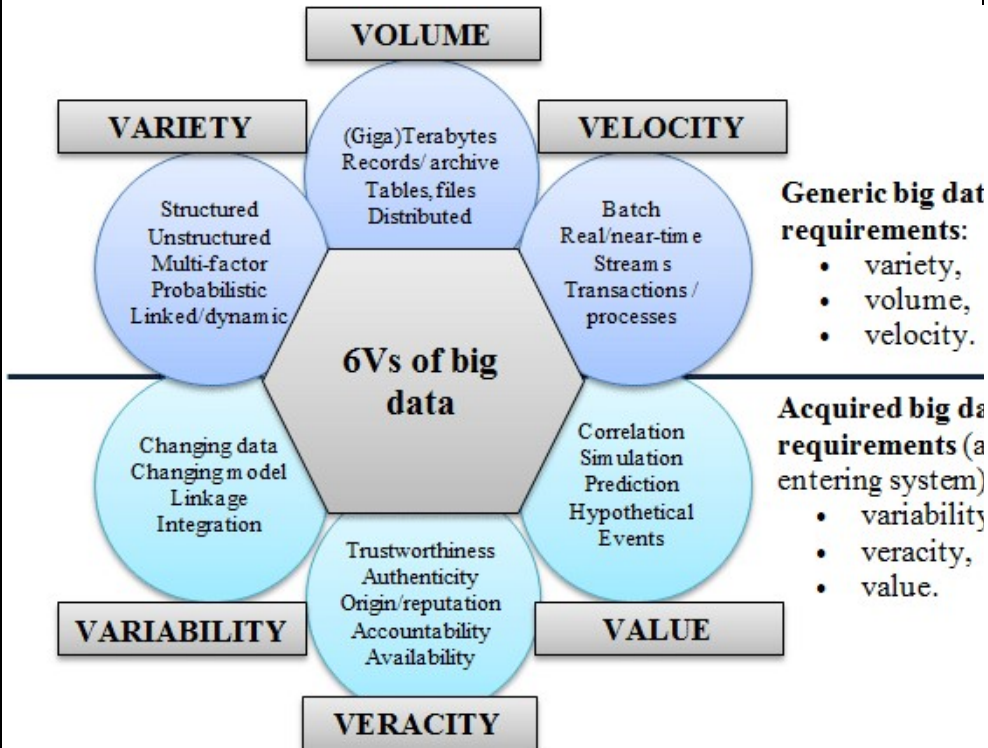 VOLUME
(Giga)Terabytes
Records/ archive
Tables, files
Distributed
VARIETY
Structured
Unstructured
Multi-factor
Probabilistic
Linked/dynamic
VELOCITY
Batch
Real/near-time
Streams
Transactions /
processes
6Vs of big
data
Changing data
Changing model
Linkage
Integration
VARIABILITY
Trustworthiness
Authenticity
Origin/reputation
Accountability
Availability
VERACITY
Correlation
Simulation
Prediction
Hypothetical
Events
VALUE
Generic big dat
requirements:
• variety,
• volume,
• velocity.
Acquired big da
requirements (a
entering system)
• variability
• veracity,
• value.